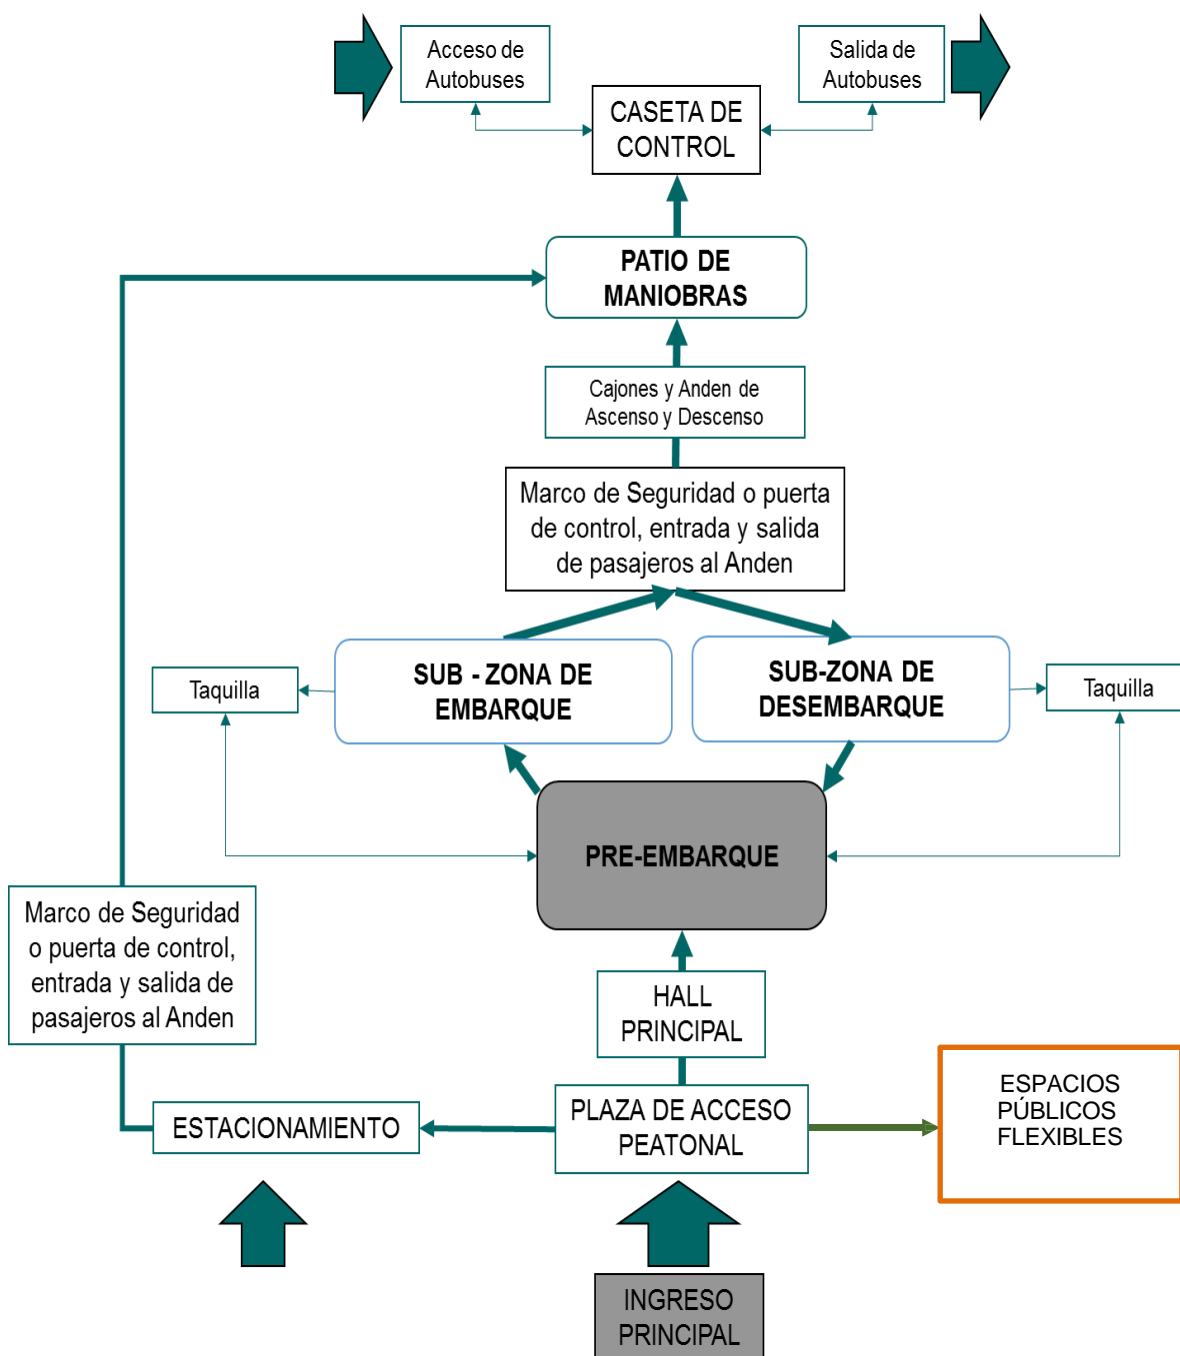 Acceso de
Autobuses
Salida de
Autobuses
CASETA DE
CONTROL
PATIO DE
MANIOBRAS
Cajones y Anden de
Ascenso y Descenso
Marco de Seguridad o puerta
de control, entrada y salida
de pasajeros al Anden
SUB - ZONA DE
EMBARQUE
SUB-ZONA DE
DESEMBARQUE
Taquilla
Taquilla
PRE-EMBARQUE
Marco de Seguridad
o puerta de control,
entrada y salida de
pasajeros al Anden
HALL
PRINCIPAL
ESTACIONAMIENTO
PLAZA DE ACCESO
PEATONAL
ESPACIOS
PÚBLICOS
FLEXIBLES
INGRESO
PRINCIPAL